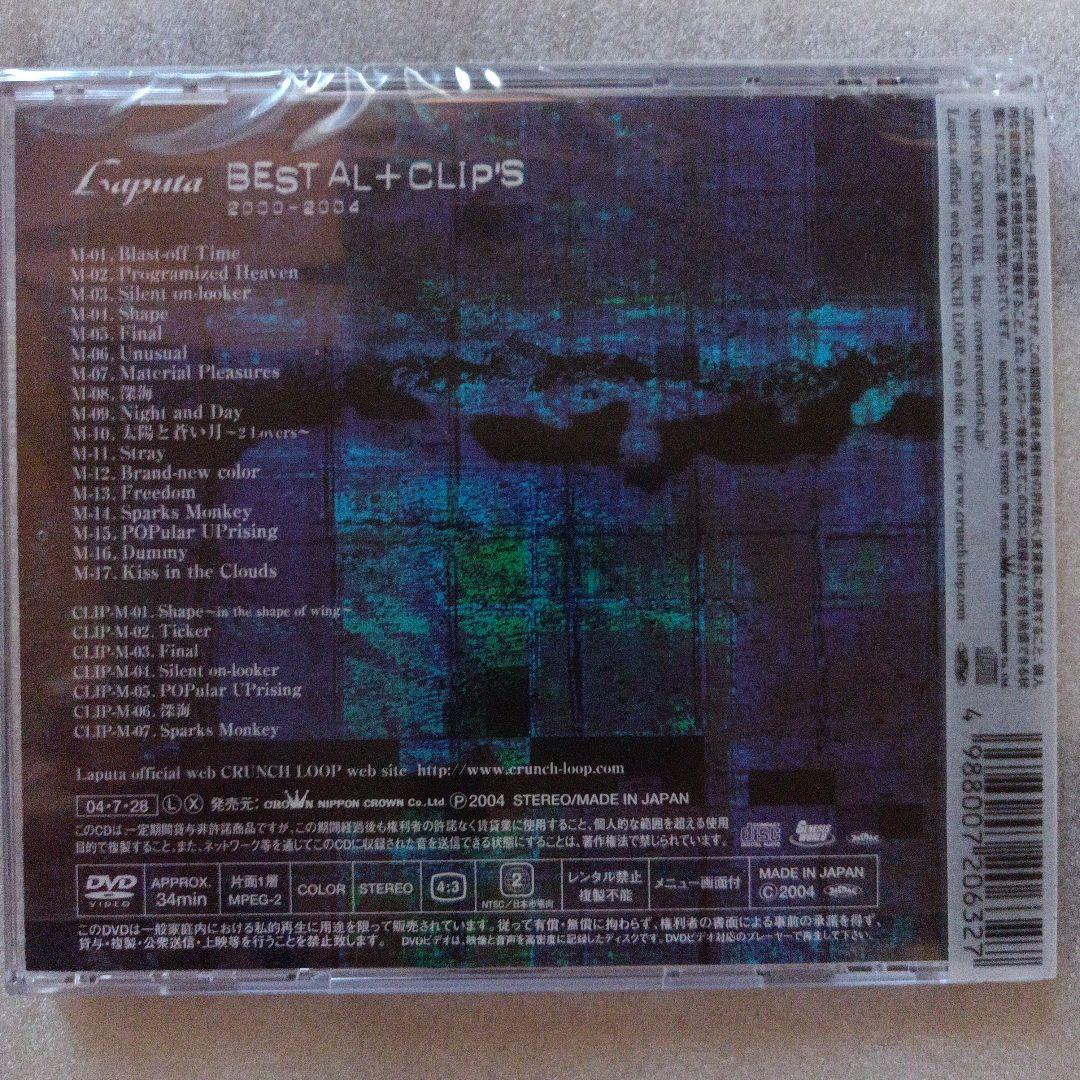 Laputa BEST AL+CLIP'S
2000-2004
M-01. Blast-off Time
M-02. Programized Heaven
M-03. Silent on-looker
M-04. Shape
M-05. Final
M-06. Unusual
M-07. Material Pleasures
M-08. 深海
M-09. Night and Day
M-10. 太陽と蒼い月~2 Lovers~
M-11. Stray
M-12. Brand-new color
M-13. Freedom
M-14. Sparks Monkey
M-15. POPular UPrising
M-16. Dummy
M-17. Kiss in the Clouds
CLIP-M-01. Shape~in the shape of wing~
CLIP-M-02. Ticker
CLIP-M-03. Final
CLIP-M-04. Silent on-looker
CLIP-M-05. POPular UPrising
CLIP-M-06. 深海
CLIP-M-07. Sparks Monkey
Laputa official web CRUNCH LOOP web site http://www.crunch-loop.com
04・7・28 Ⓛ Ⓧ 発売元: CROWN NIPPON CROWN Co.,Ltd. Ⓟ2004 STEREO/MADE IN JAPAN
このCDは、一定期間貸与非許諾商品ですが、この期間経過後も権利者の許諾なく賃貸業に使用すること、個人的な範囲を超える使用
目的で複製すること、また、ネットワーク等を通じてこのCDに収録された音を送信できる状態にすることは、著作権法で禁じられています。
DVD VIDEO
APPROX. 34min
片面1層 MPEG-2
COLOR
STEREO
4:3
2 NTSC/日本市場向
レンタル禁止 複製不能
メニュー画面付
MADE IN JAPAN ©2004
このDVDは一般家庭内における私的再生に用途を限って販売されています。従って有償・無償に拘わらず、権利者の書面による事前の承諾を得ず、
貸与・複製・公衆送信・上映等を行うことを禁止致します。 DVDビデオは、映像と音声を高密度に記録したディスクです。DVDビデオ対応のプレーヤーで再生して下さい。
Laputa official web CRUNCH LOOP web site http://www.crunch-loop.com
4 988007 206327